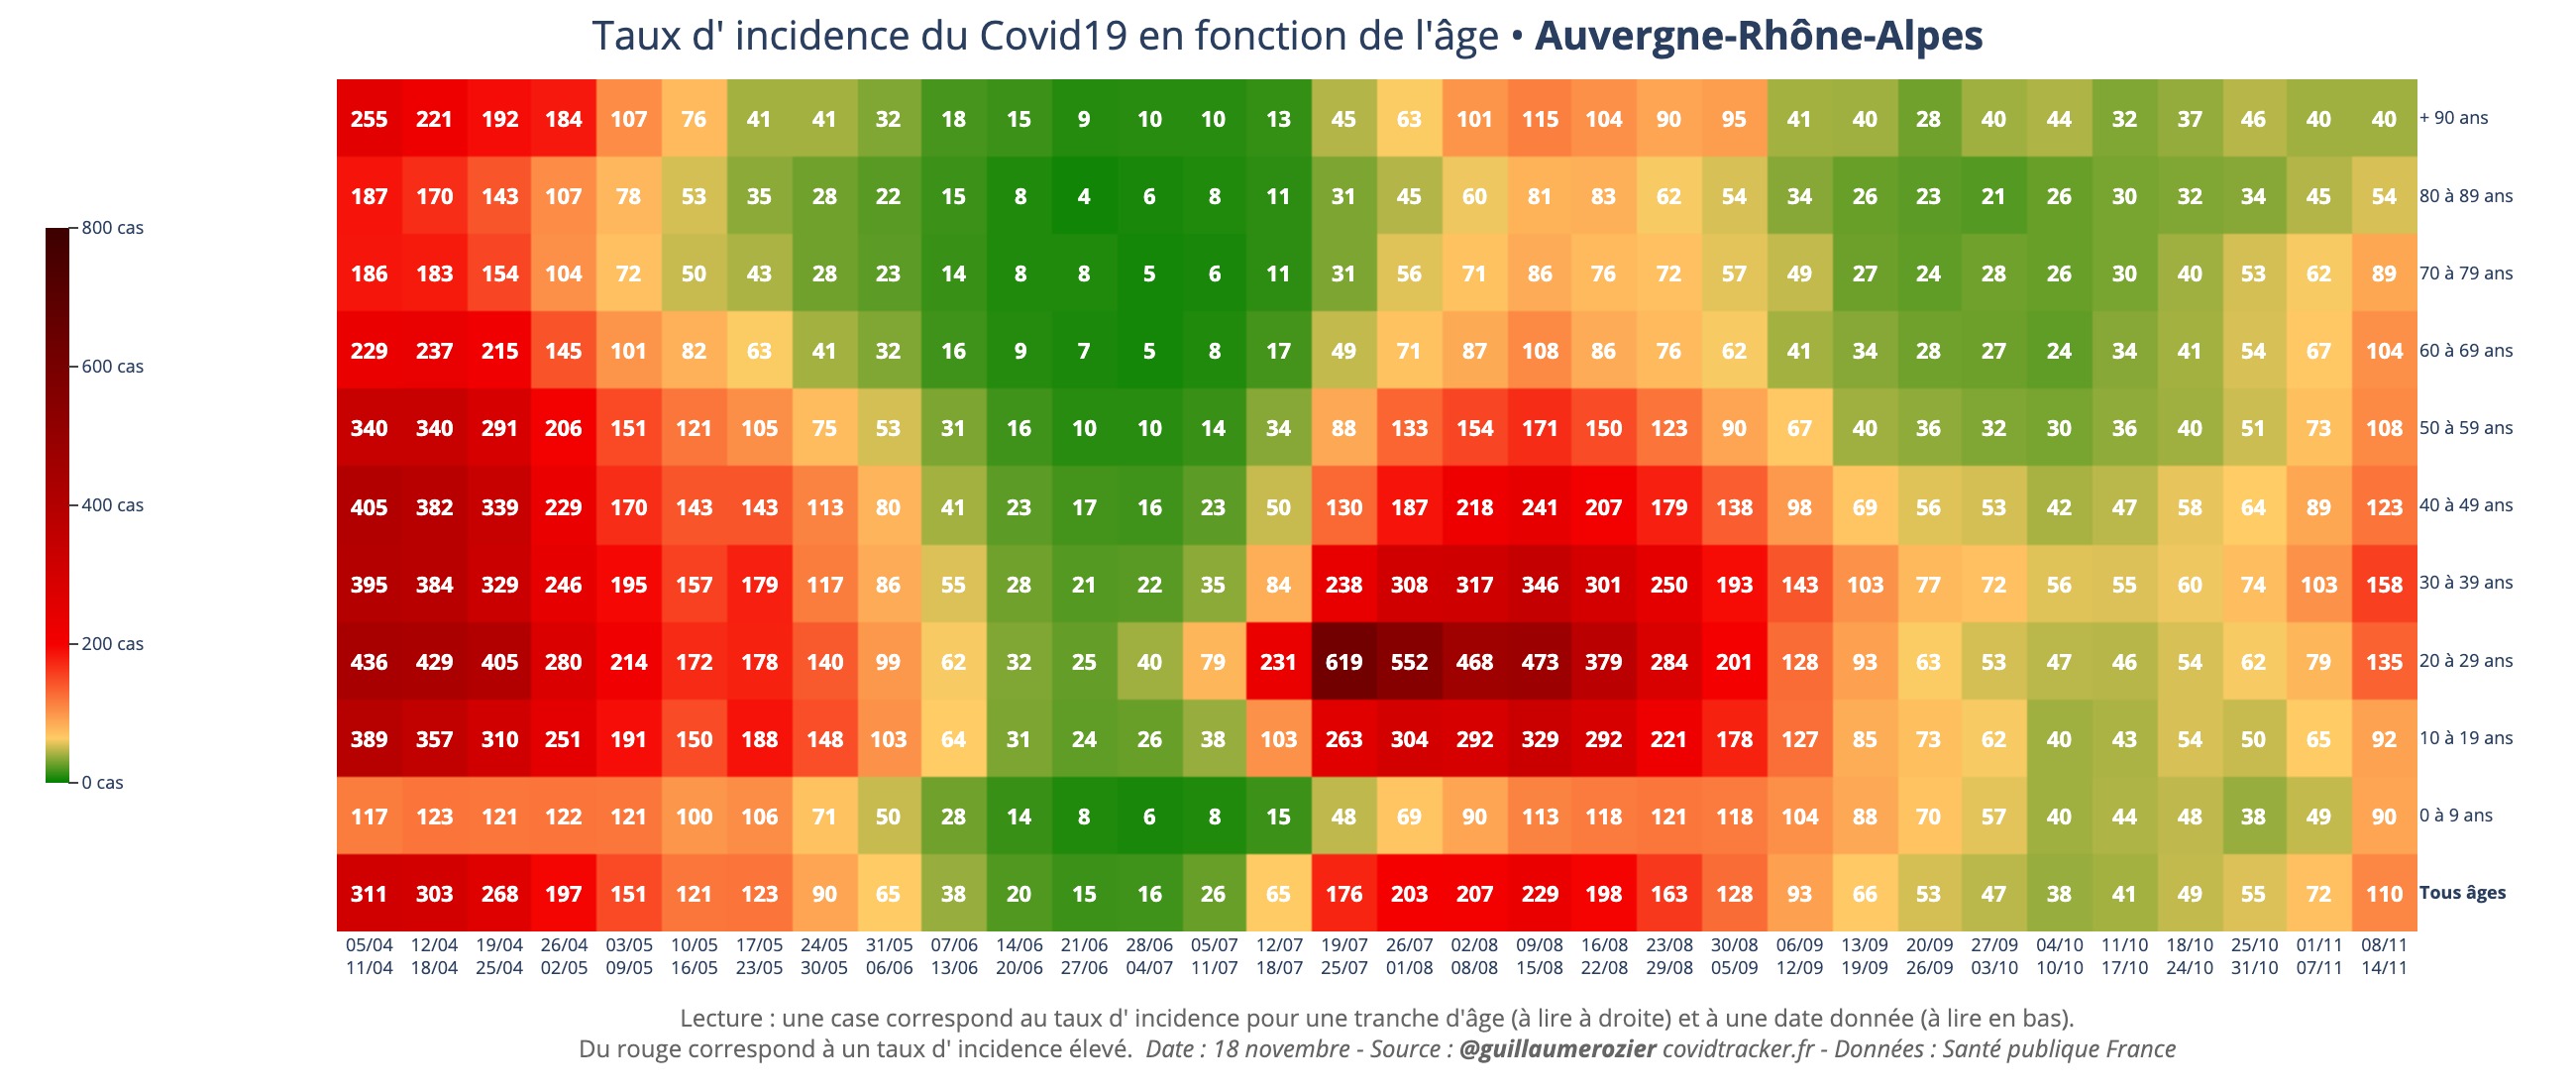 Taux d' incidence du Covid19 en fonction de l'âge • Auvergne-Rhône-Alpes
255 221 192 184 107 76 41 41 32 18 15 9 10 10 13 45 63 101 115 104 90 95 41 40 28 40 44 32 37 46 40 40 + 90 ans
187 170 143 107 78 53 35 28 22 15 8 4 6 8 11 31 45 60 81 83 62 54 34 26 23 21 26 30 32 34 45 54 80 à 89 ans
800 cas
186 183 154 104 72 50 43 28 23 14 8 8 5 6 11 31 56 71 86 76 72 57 49 27 24 28 26 30 40 53 62 89 70 à 79 ans
229 237 215 145 101 82 63 41 32 16 9 7 5 8 17 49 71 87 108 86 76 62 41 34 28 27 24 34 41 54 67 104 60 à 69 ans
600 cas
340 340 291 206 151 121 105 75 53 31 16 10 10 14 34 88 133 154 171 150 123 90 67 40 36 32 30 36 40 51 73 108 50 à 59 ans
400 cas
405 382 339 229 170 143 143 113 80 41 23 17 16 23 50 130 187 218 241 207 179 138 98 69 56 53 42 47 58 64 89 123 40 à 49 ans
395 384 329 246 195 157 179 117 86 55 28 21 22 35 84 238 308 317 346 301 250 193 143 103 77 72 56 55 60 74 103 158 30 à 39 ans
200 cas
436 429 405 280 214 172 178 140 99 62 32 25 40 79 231 619 552 468 473 379 284 201 128 93 63 53 47 46 54 62 79 135 20 à 29 ans
389 357 310 251 191 150 188 148 103 64 31 24 26 38 103 263 304 292 329 292 221 178 127 85 73 62 40 43 54 50 65 92 10 à 19 ans
0 cas
117 123 121 122 121 100 106 71 50 28 14 8 6 8 15 48 69 90 113 118 121 118 104 88 70 57 40 44 48 38 49 90 0 à 9 ans
311 303 268 197 151 121 123 90 65 38 20 15 16 26 65 176 203 207 229 198 163 128 93 66 53 47 38 41 49 55 72 110 Tous âges
05/04 12/04 19/04 26/04 03/05 10/05 17/05 24/05 31/05 07/06 14/06 21/06 28/06 05/07 12/07 19/07 26/07 02/08 09/08 16/08 23/08 30/08 06/09 13/09 20/09 27/09 04/10 11/10 18/10 25/10 01/11 08/11
11/04 18/04 25/04 02/05 09/05 16/05 23/05 30/05 06/06 13/06 20/06 27/06 04/07 11/07 18/07 25/07 01/08 08/08 15/08 22/08 29/08 05/09 12/09 19/09 26/09 03/10 10/10 17/10 24/10 31/10 07/11 14/11
Lecture : une case correspond au taux d' incidence pour une tranche d'âge (à lire à droite) et à une date donnée (à lire en bas).
Du rouge correspond à un taux d' incidence élevé. Date : 18 novembre - Source : @guillaumerozier covidtracker.fr - Données : Santé publique France